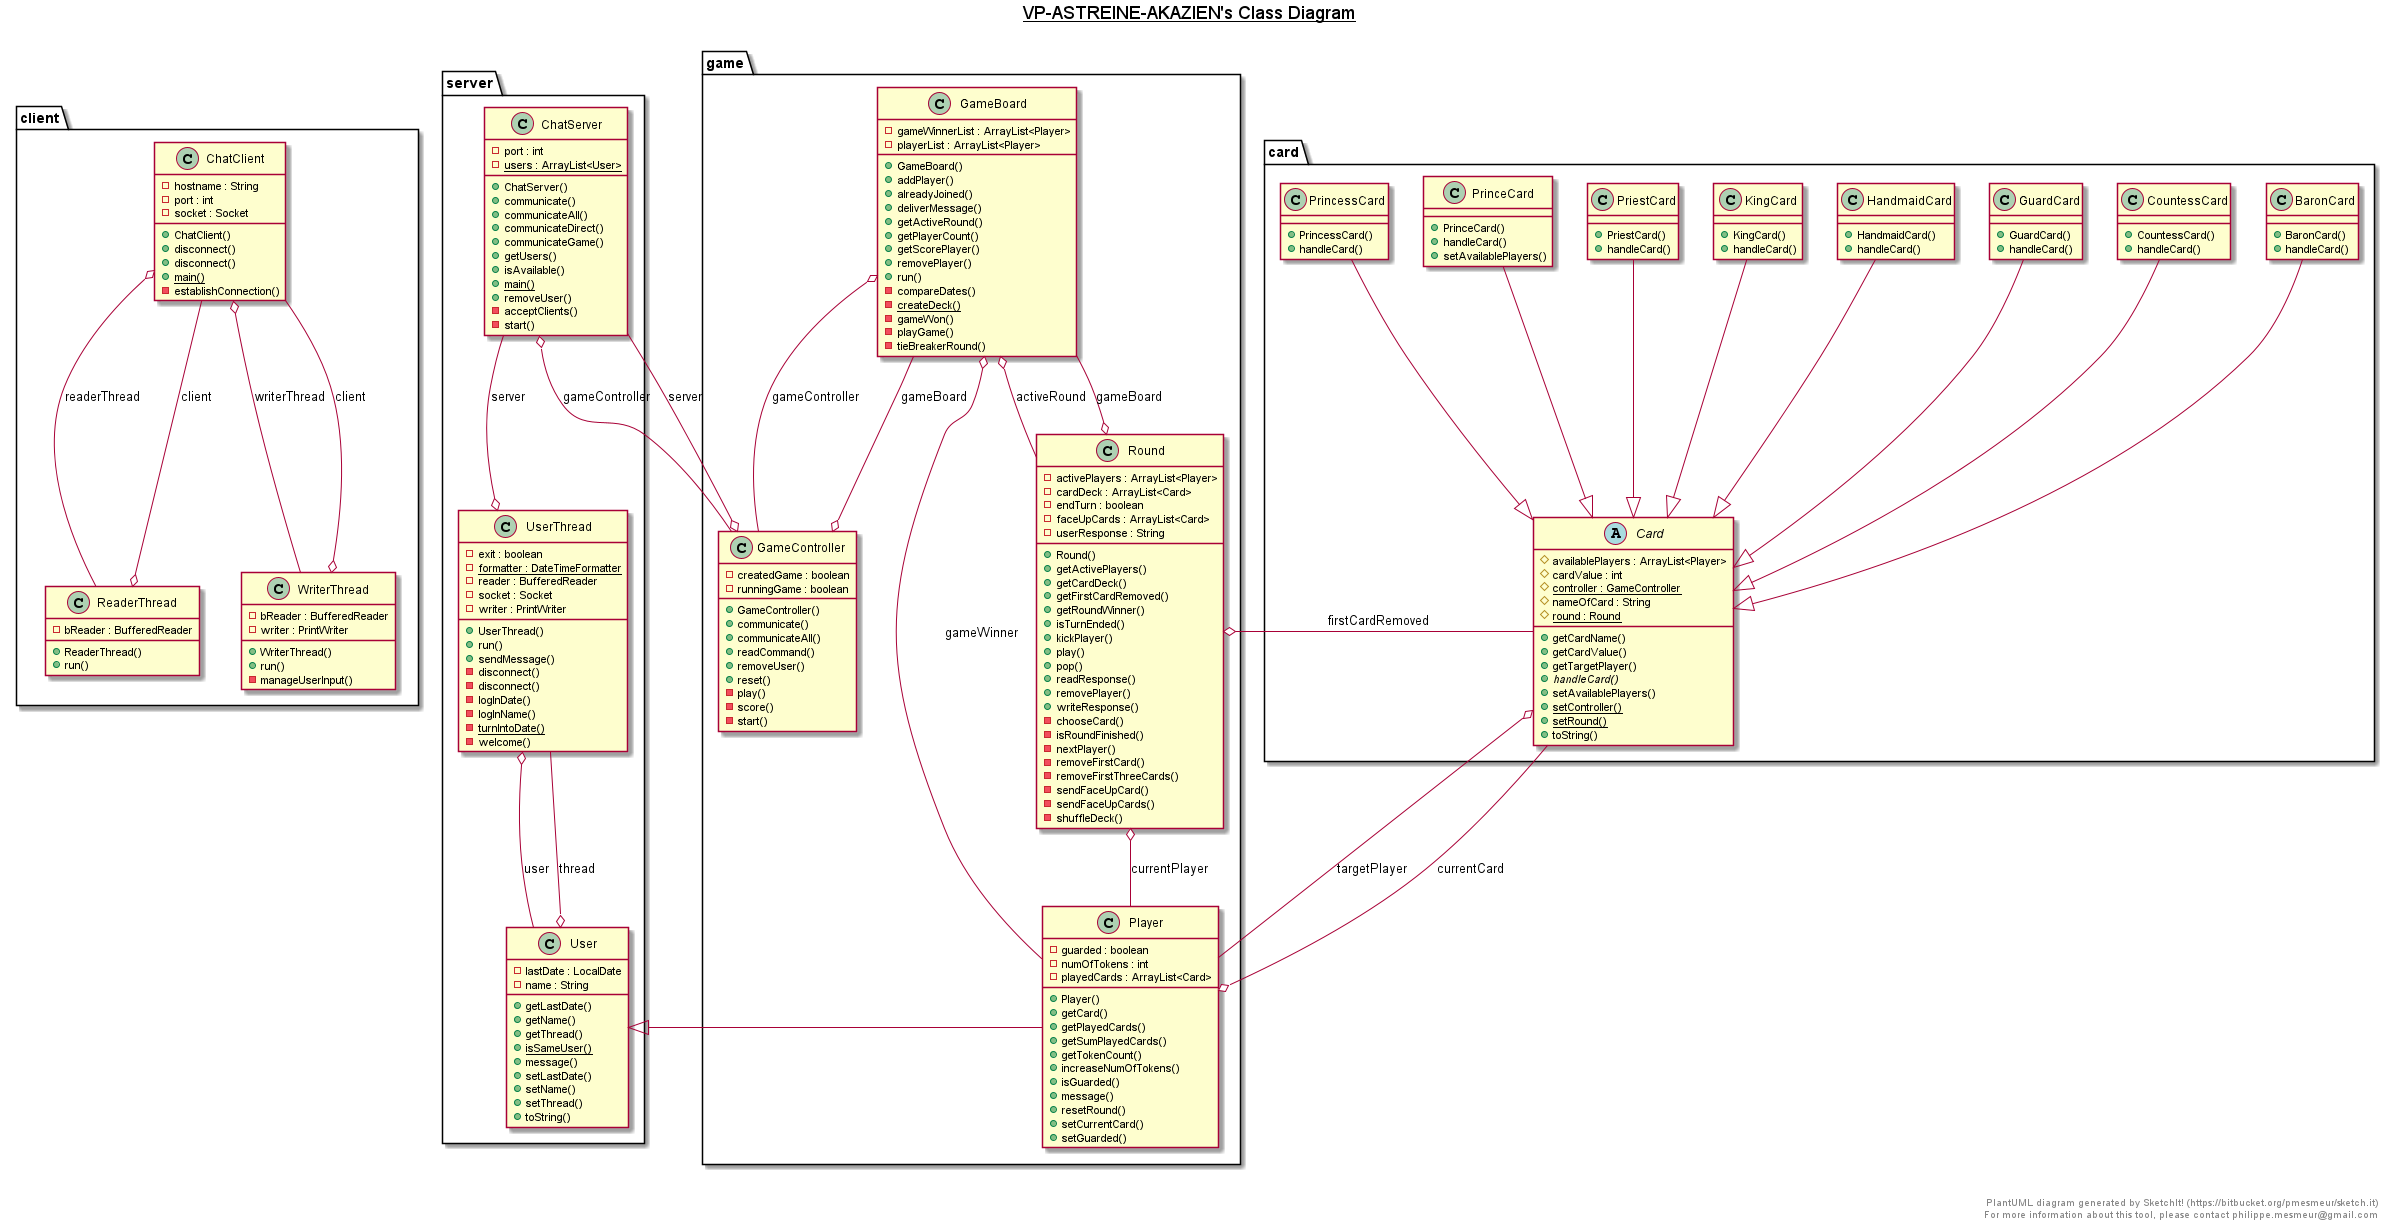 VP-ASTREINE-AKAZIEN's Class Diagram
client
C ChatClient
hostname : String
port : int
socket : Socket
ChatClient()
disconnect()
disconnect()
main()
establishConnection()
readerThread
client
writerThread
client
C ReaderThread
bReader : BufferedReader
ReaderThread()
run()
C WriterThread
bReader : BufferedReader
writer : PrintWriter
WriterThread()
run()
manageUserInput()
server
C ChatServer
port : int
users : ArrayList<User>
ChatServer()
communicate()
communicateAll()
communicateDirect()
communicateGame()
getUsers()
isAvailable()
main()
removeUser()
acceptClients()
start()
server
gameController
server
C UserThread
exit : boolean
formatter : DateTimeFormatter
reader : BufferedReader
socket : Socket
writer : PrintWriter
UserThread()
run()
sendMessage()
disconnect()
disconnect()
logInDate()
logInName()
turnIntoDate()
welcome()
user
thread
C User
lastDate : LocalDate
name : String
getLastDate()
getName()
getThread()
isSameUser()
message()
setLastDate()
setName()
setThread()
toString()
game
C GameBoard
gameWinnerList : ArrayList<Player>
playerList : ArrayList<Player>
GameBoard()
addPlayer()
alreadyJoined()
deliverMessage()
getActiveRound()
getPlayerCount()
getScorePlayer()
removePlayer()
run()
compareDates()
createDeck()
gameWon()
playGame()
tieBreakerRound()
gameController
gameBoard
activeRound
gameBoard
C GameController
createdGame : boolean
runningGame : boolean
GameController()
communicate()
communicateAll()
readCommand()
removeUser()
reset()
play()
score()
start()
gameWinner
C Round
activePlayers : ArrayList<Player>
cardDeck : ArrayList<Card>
endTurn : boolean
faceUpCards : ArrayList<Card>
userResponse : String
Round()
getActivePlayers()
getCardDeck()
getFirstCardRemoved()
getRoundWinner()
isTurnEnded()
kickPlayer()
play()
pop()
readResponse()
removePlayer()
writeResponse()
chooseCard()
isRoundFinished()
nextPlayer()
removeFirstCard()
removeFirstThreeCards()
sendFaceUpCard()
sendFaceUpCards()
shuffleDeck()
currentPlayer
C Player
guarded : boolean
numOfTokens : int
playedCards : ArrayList<Card>
Player()
getCard()
getPlayedCards()
getSumPlayedCards()
getTokenCount()
increaseNumOfTokens()
isGuarded()
message()
resetRound()
setCurrentCard()
setGuarded()
card
C PrincessCard
PrincessCard()
handleCard()
C PrinceCard
PrinceCard()
handleCard()
setAvailablePlayers()
C PriestCard
PriestCard()
handleCard()
C KingCard
KingCard()
handleCard()
C HandmaidCard
HandmaidCard()
handleCard()
C GuardCard
GuardCard()
handleCard()
C CountessCard
CountessCard()
handleCard()
C BaronCard
BaronCard()
handleCard()
firstCardRemoved
A Card
availablePlayers : ArrayList<Player>
cardValue : int
controller : GameController
nameOfCard : String
round : Round
getCardName()
getCardValue()
getTargetPlayer()
handleCard()
setAvailablePlayers()
setController()
setRound()
toString()
targetPlayer
currentCard
PlantUML diagram generated by SketchIt! (https://bitbucket.org/pmesmeur/sketch.it)
For more information about this tool, please contact philippe.mesmeur@gmail.com